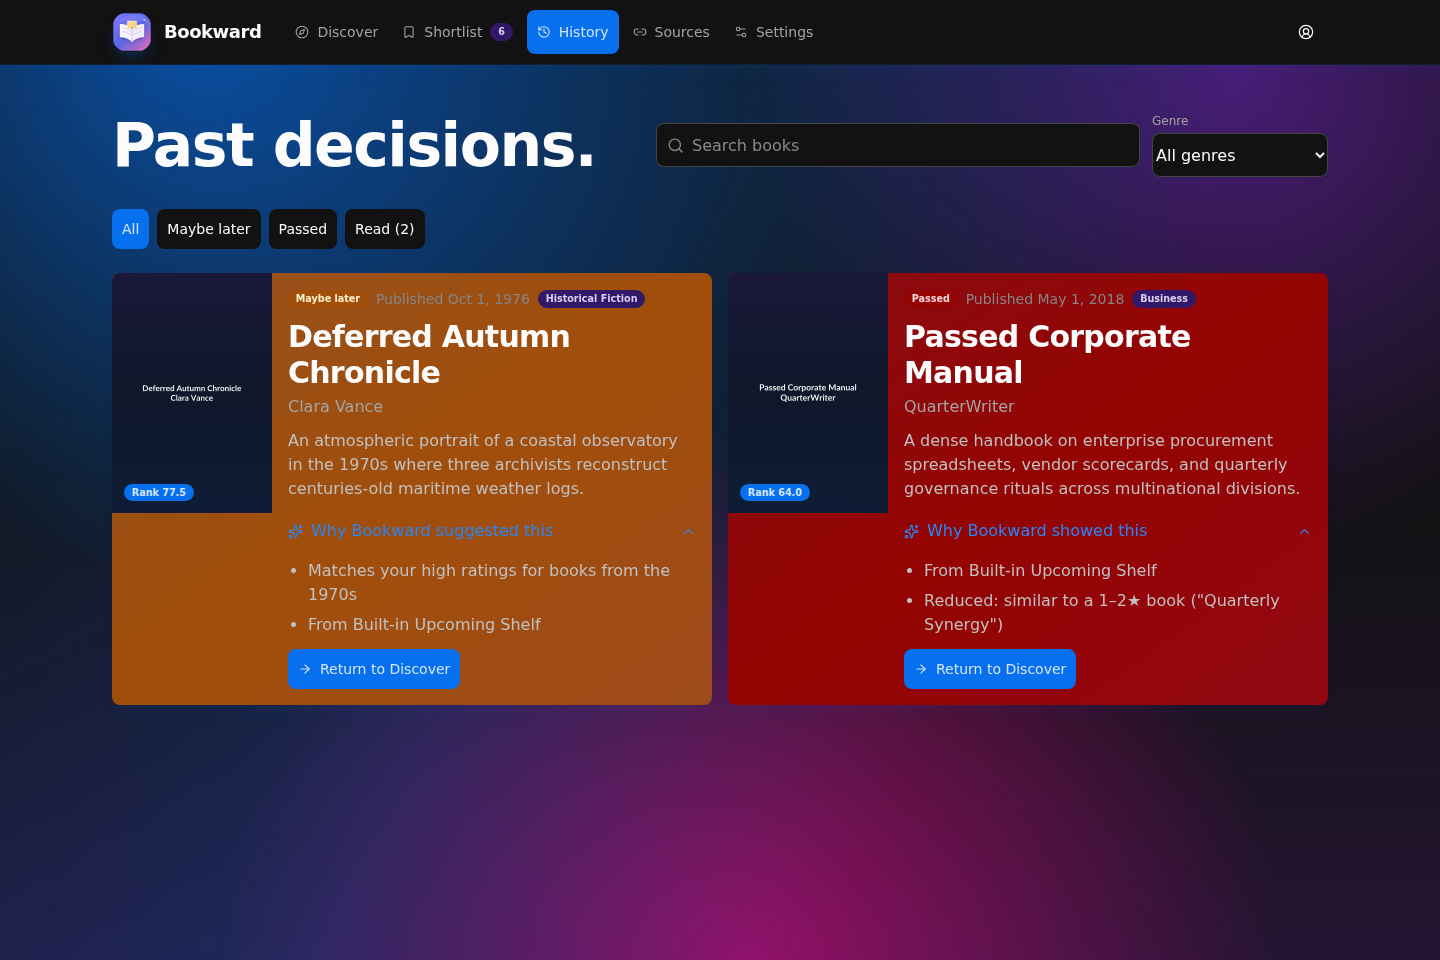 Bookward
Discover
Shortlist 6
History
Sources
Settings
Past decisions.
Search books
Genre
All genres
All
Maybe later
Passed
Read (2)
Deferred Autumn Chronicle
Clara Vance
Rank 77.5
Maybe later Published Oct 1, 1976 Historical Fiction
Deferred Autumn
Chronicle
Clara Vance
An atmospheric portrait of a coastal observatory
in the 1970s where three archivists reconstruct
centuries-old maritime weather logs.
Why Bookward suggested this
• Matches your high ratings for books from the
1970s
• From Built-in Upcoming Shelf
Return to Discover
Passed Corporate Manual
QuarterWriter
Rank 64.0
Passed Published May 1, 2018 Business
Passed Corporate
Manual
QuarterWriter
A dense handbook on enterprise procurement
spreadsheets, vendor scorecards, and quarterly
governance rituals across multinational divisions.
Why Bookward showed this
• From Built-in Upcoming Shelf
• Reduced: similar to a 1–2★ book ("Quarterly
Synergy")
Return to Discover